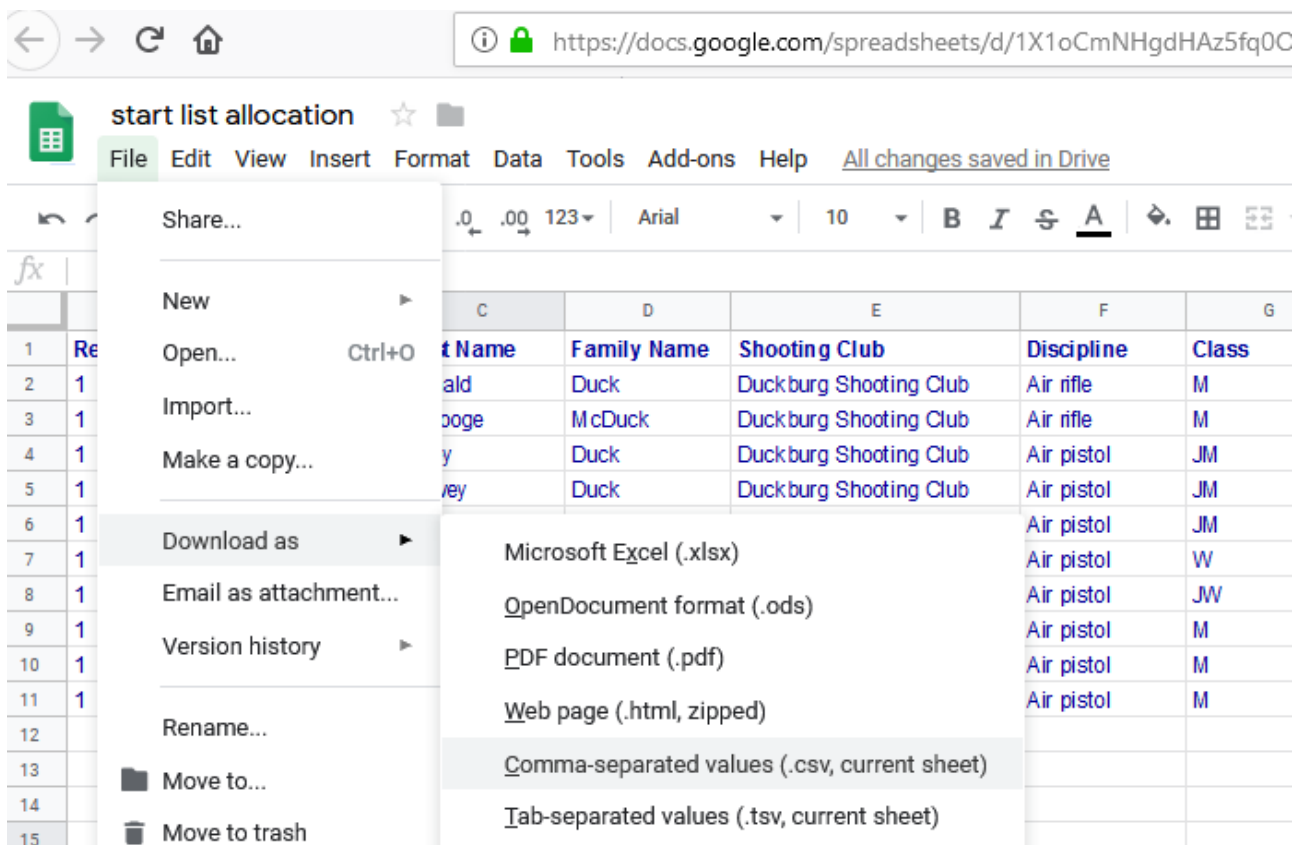 https://docs.google.com/spreadsheets/d/1X1oCmNHgdHAz5fq0O
start list allocation
File Edit View Insert Format Data Tools Add-ons Help All changes saved in Drive
Share... .0 .00 123 Arial 10 B I S A
fx
New
Open... Ctrl+O
Import...
Make a copy...
Download as
Email as attachment...
Version history
Rename...
Move to...
Move to trash
Microsoft Excel (.xlsx)
OpenDocument format (.ods)
PDF document (.pdf)
Web page (.html, zipped)
Comma-separated values (.csv, current sheet)
Tab-separated values (.tsv, current sheet)
C D E F G
1 Re t Name Family Name Shooting Club Discipline Class
2 1 ald Duck Duckburg Shooting Club Air rifle M
3 1 ooge McDuck Duckburg Shooting Club Air rifle M
4 1 y Duck Duckburg Shooting Club Air pistol JM
5 1 vey Duck Duckburg Shooting Club Air pistol JM
6 1 Air pistol JM
7 1 Air pistol W
8 1 Air pistol JW
9 1 Air pistol M
10 1 Air pistol M
11 1 Air pistol M
12
13
14
15